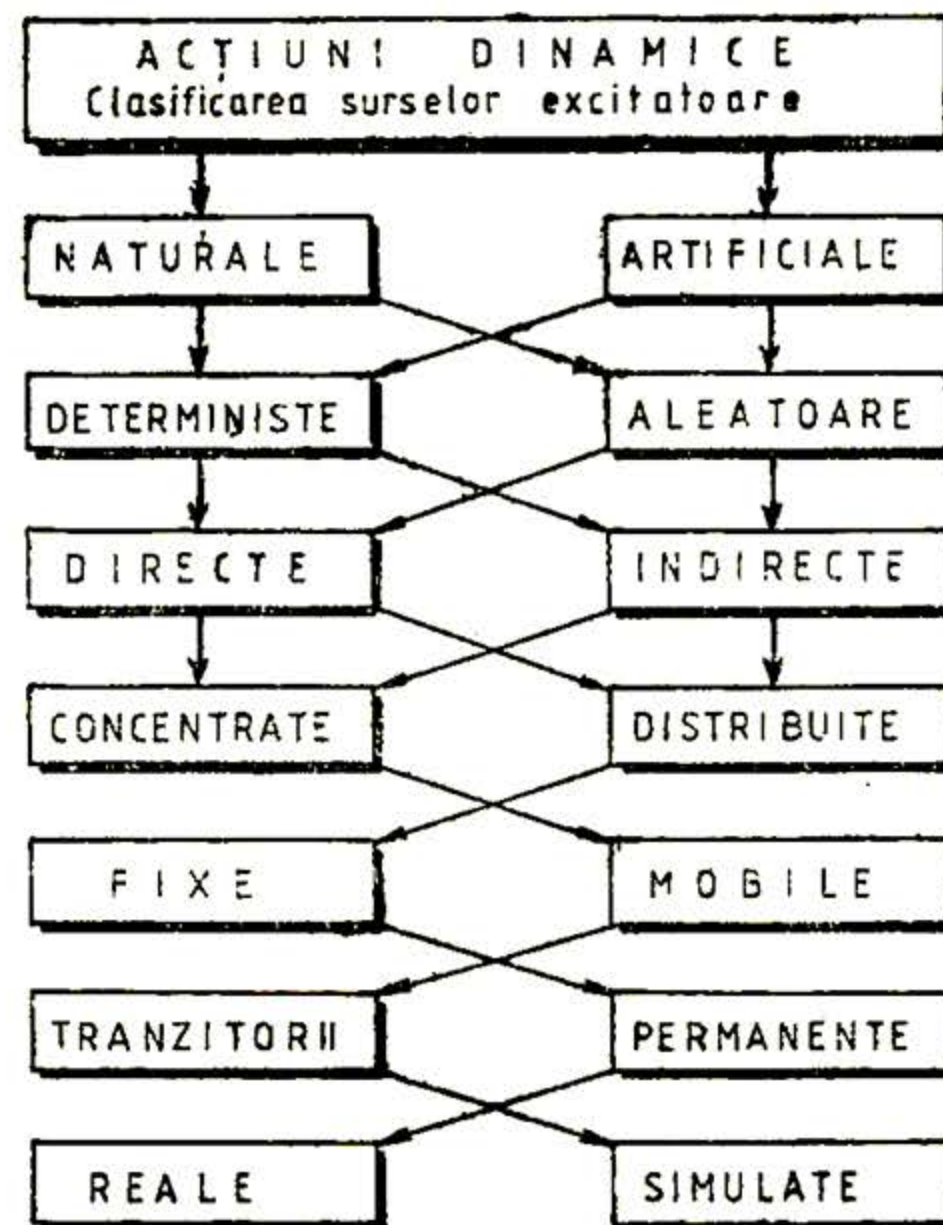 ACȚIUNI DINAMICE
Clasificarea surselor excitatoare
NATURALE
ARTIFICIALE
DETERMINISTE
ALEATOARE
DIRECTE
INDIRECTE
CONCENTRATE
DISTRIBUITE
FIXE
MOBILE
TRANZITORII
PERMANENTE
REALE
SIMULATE